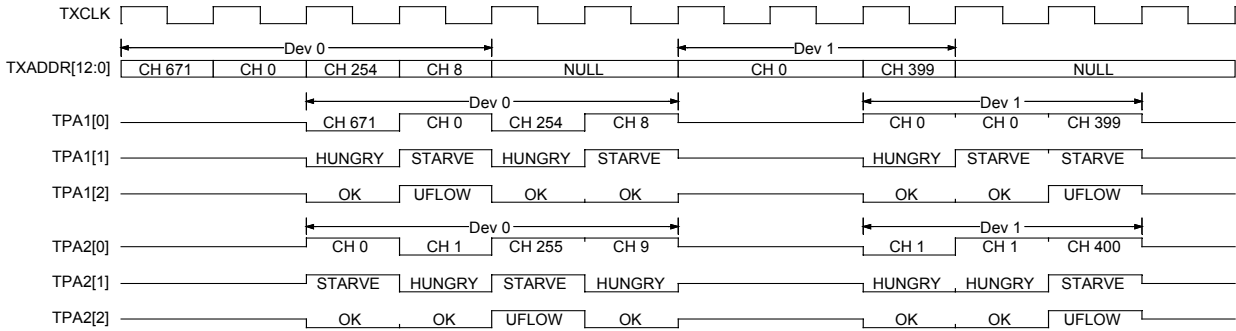 TXCLK
Dev 0 Dev 1
TXADDR[12:0] CH 671 CH 0 CH 254 CH 8 NULL CH 0 CH 399 NULL
Dev 0 Dev 1
TPA1[0] CH 671 CH 0 CH 254 CH 8 CH 0 CH 0 CH 399
TPA1[1] HUNGRY STARVE HUNGRY STARVE HUNGRY STARVE STARVE
TPA1[2] OK UFLOW OK OK OK OK UFLOW
Dev 0 Dev 1
TPA2[0] CH 0 CH 1 CH 255 CH 9 CH 1 CH 1 CH 400
TPA2[1] STARVE HUNGRY STARVE HUNGRY HUNGRY HUNGRY STARVE
TPA2[2] OK OK UFLOW OK OK OK UFLOW